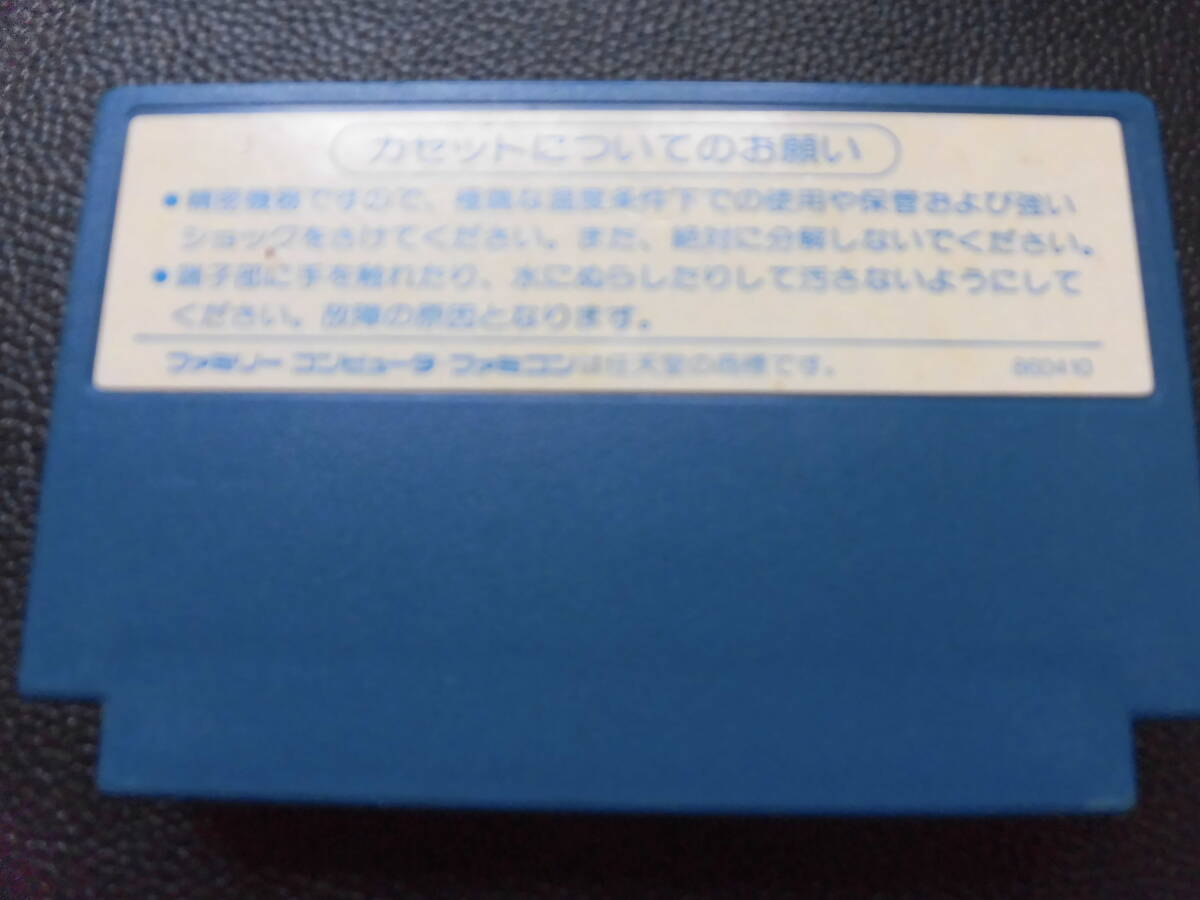 カセットについてのお願い
●精密機器ですので、極端な温度条件下での使用や保管および強い
ショックをさけてください。また、絶対に分解しないでください。
●端子部に手を触れたり、水にぬらしたりして汚さないようにして
ください。故障の原因となります。
ファミリー コンピュータ ファミコンは任天堂の商標です。 860410